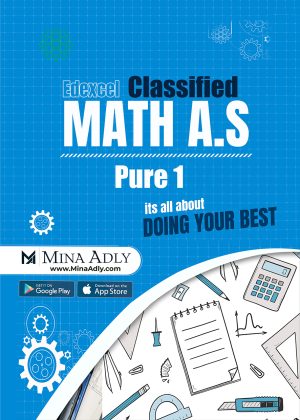 Edexcel Classified
MATH A.S
Pure 1
its all about
DOING YOUR BEST
MINA ADLY
www.MinaAdly.com
GET IT ON
Google Play
Download on the
App Store